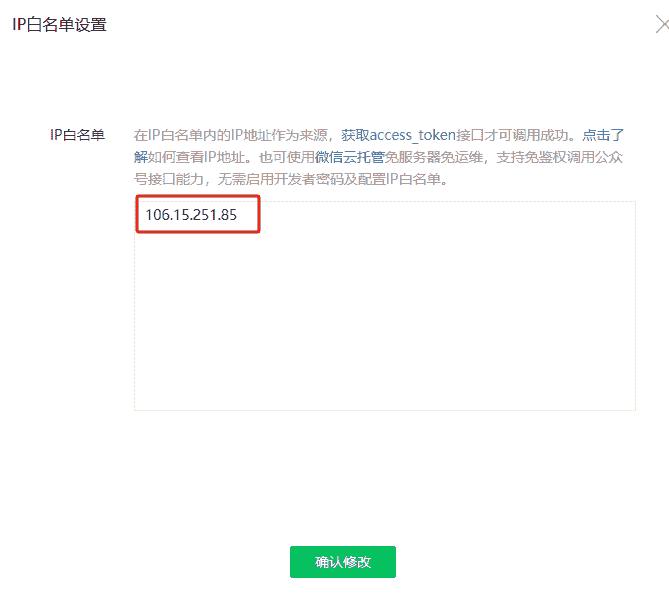 IP白名单设置
IP白名单
在IP白名单内的IP地址作为来源，获取access_token接口才可调用成功。点击了
解如何查看IP地址。也可使用微信云托管免服务器免运维，支持免鉴权调用公众
号接口能力，无需启用开发者密码及配置IP白名单。
106.15.251.85
确认修改